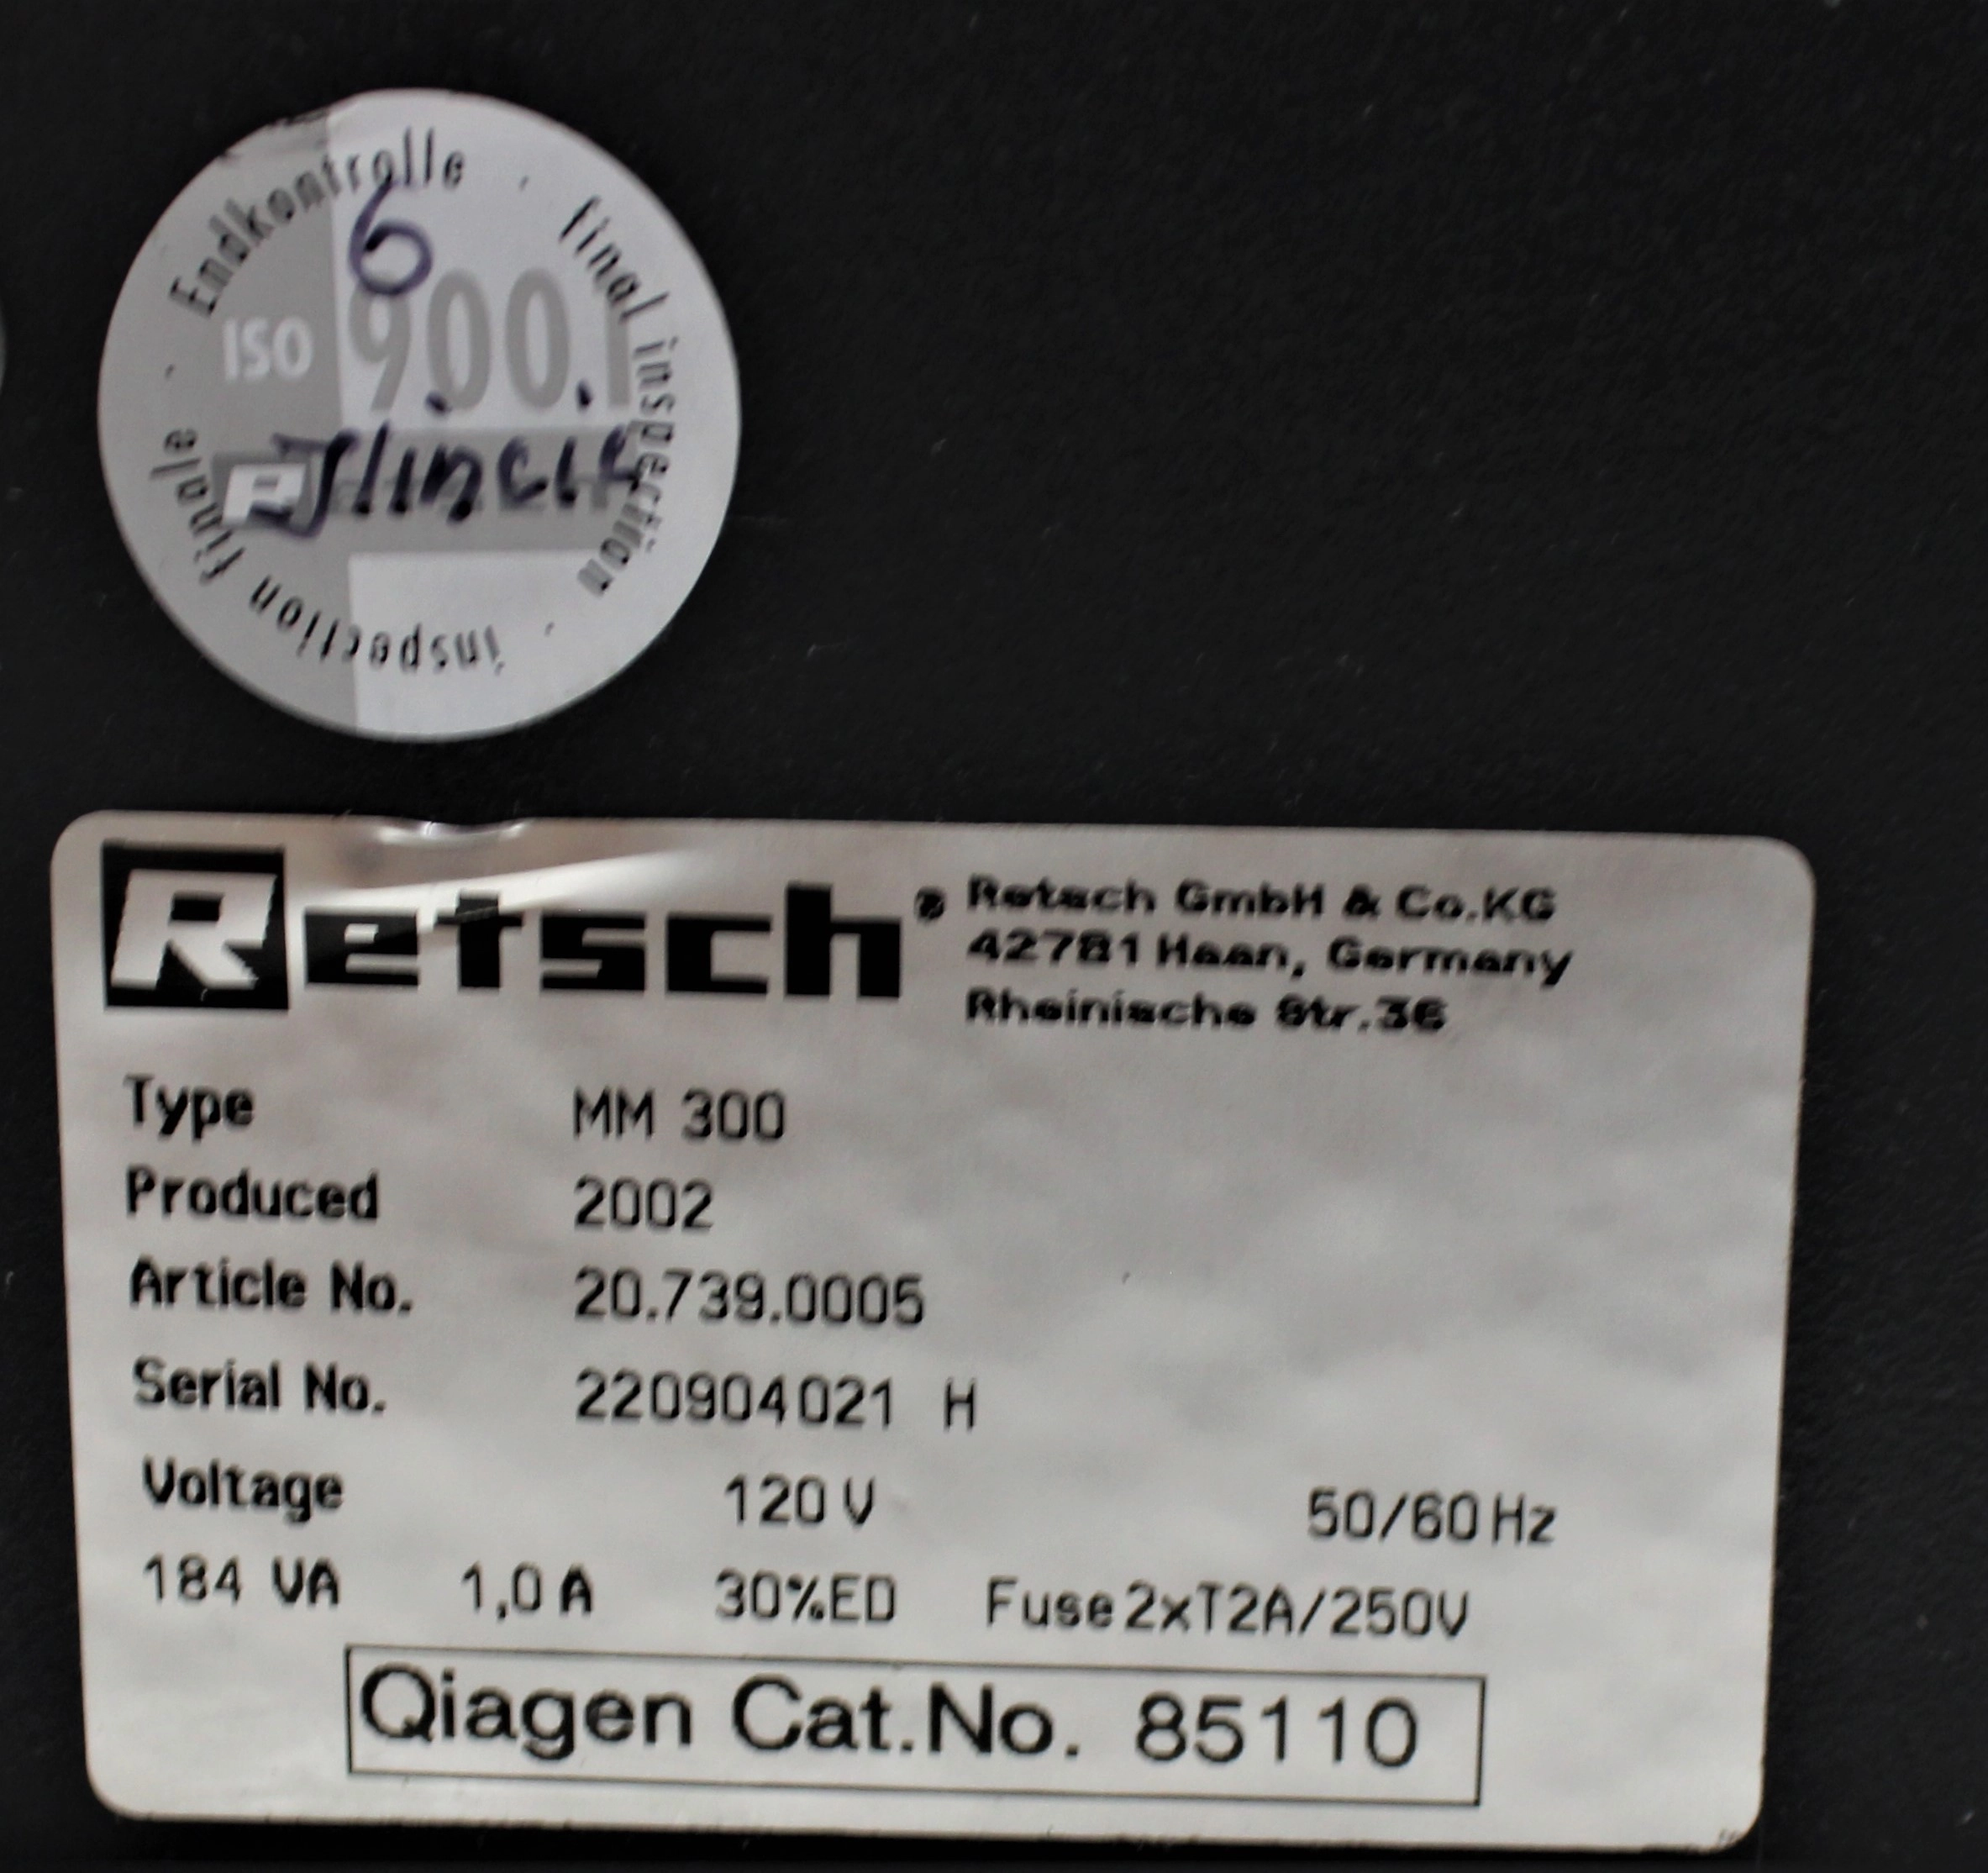 Endkontrolle · final inspection · inspection finale ·
6
ISO 9001
R
Retsch®
Retsch GmbH & Co.KG
42781 Haan, Germany
Rheinische Str.36
Type MM 300
Produced 2002
Article No. 20.739.0005
Serial No. 220904021 H
Voltage 120 V 50/60 Hz
184 VA 1,0 A 30%ED Fuse 2xT2A/250V
Qiagen Cat.No. 85110